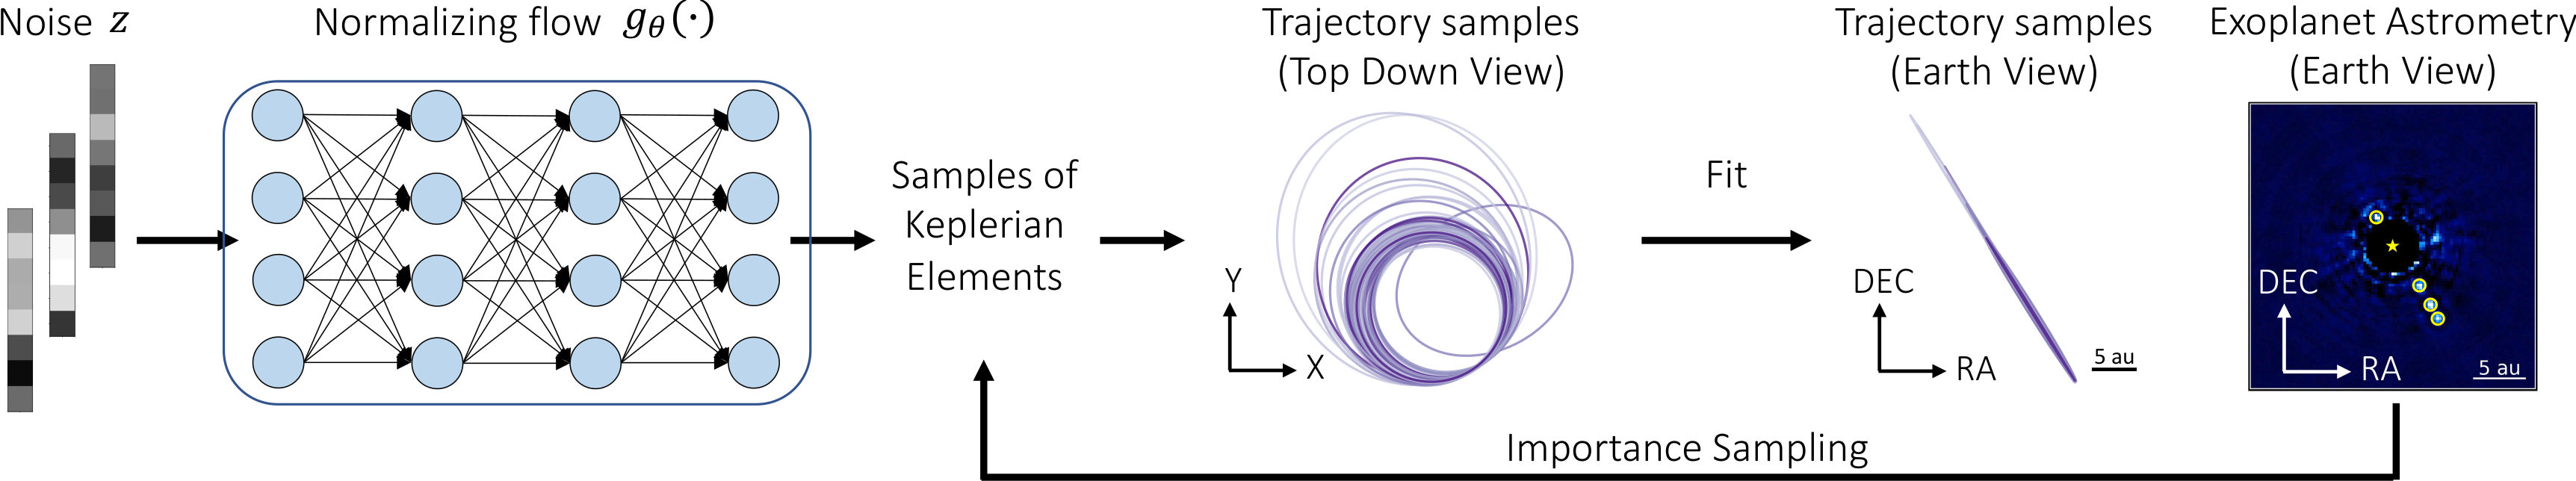 Noise z
Normalizing flow gθ(·)
Samples of
Keplerian
Elements
Trajectory samples
(Top Down View)
Y
X
Fit
Trajectory samples
(Earth View)
DEC
RA
5 au
Exoplanet Astrometry
(Earth View)
DEC
RA
5 au
Importance Sampling